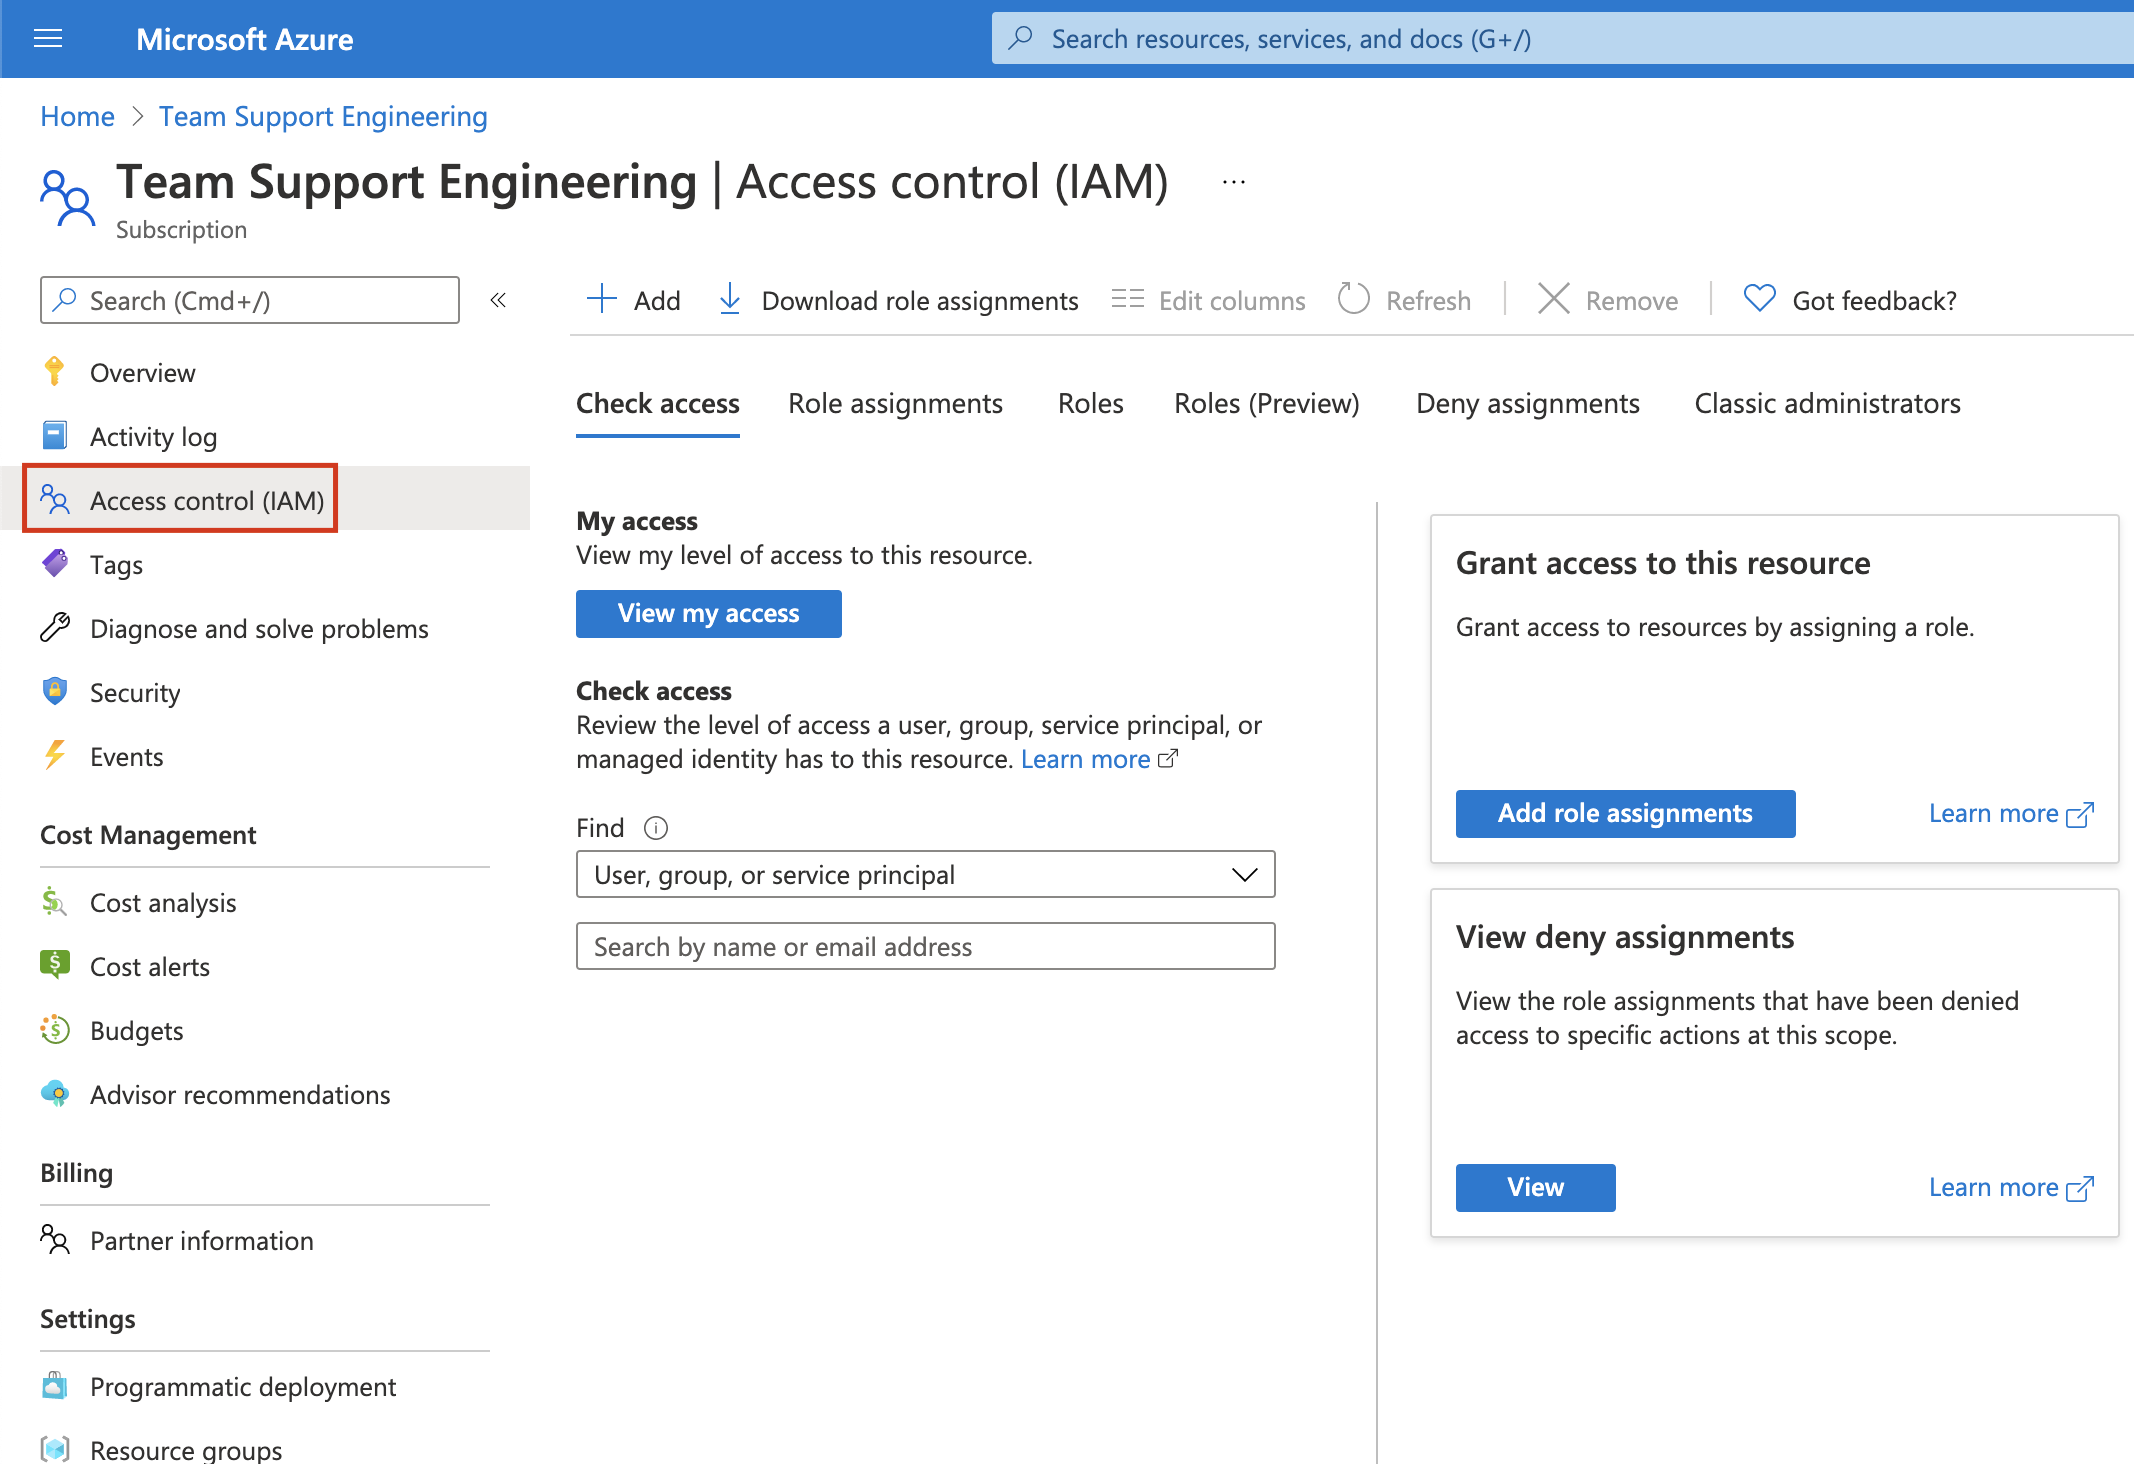 Microsoft Azure
Search resources, services, and docs (G+/)
Home > Team Support Engineering
Team Support Engineering | Access control (IAM) ...
Subscription
Search (Cmd+/)
«
Add
Download role assignments
Edit columns
Refresh
Remove
Got feedback?
Overview
Activity log
Access control (IAM)
Tags
Diagnose and solve problems
Security
Events
Cost Management
Cost analysis
Cost alerts
Budgets
Advisor recommendations
Billing
Partner information
Settings
Programmatic deployment
Resource groups
Check access
Role assignments
Roles
Roles (Preview)
Deny assignments
Classic administrators
My access
View my level of access to this resource.
View my access
Check access
Review the level of access a user, group, service principal, or
managed identity has to this resource. Learn more
Find
User, group, or service principal
Search by name or email address
Grant access to this resource
Grant access to resources by assigning a role.
Add role assignments
Learn more
View deny assignments
View the role assignments that have been denied
access to specific actions at this scope.
View
Learn more